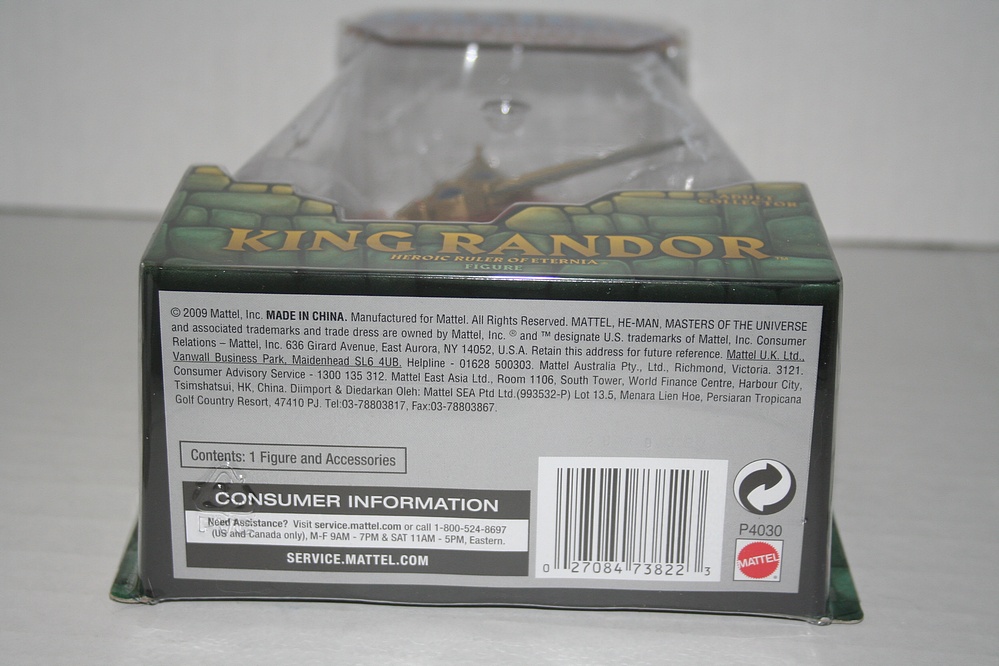 ADULT
COLLECTOR
KING RANDOR™
HEROIC RULER OF ETERNIA
FIGURE
© 2009 Mattel, Inc. MADE IN CHINA. Manufactured for Mattel. All Rights Reserved. MATTEL, HE-MAN, MASTERS OF THE UNIVERSE
and associated trademarks and trade dress are owned by Mattel, Inc. ® and ™ designate U.S. trademarks of Mattel, Inc. Consumer
Relations – Mattel, Inc. 636 Girard Avenue, East Aurora, NY 14052, U.S.A. Retain this address for future reference. Mattel U.K. Ltd.,
Vanwall Business Park, Maidenhead SL6 4UB. Helpline - 01628 500303. Mattel Australia Pty., Ltd., Richmond, Victoria. 3121.
Consumer Advisory Service - 1300 135 312. Mattel East Asia Ltd., Room 1106, South Tower, World Finance Centre, Harbour City,
Tsimshatsui, HK, China. Diimport & Diedarkan Oleh: Mattel SEA Ptd Ltd.(993532-P) Lot 13.5, Menara Lien Hoe, Persiaran Tropicana
Golf Country Resort, 47410 PJ. Tel:03-78803817, Fax:03-78803867.
Contents: 1 Figure and Accessories
CONSUMER INFORMATION
Need Assistance? Visit service.mattel.com or call 1-800-524-8697
(US and Canada only), M-F 9AM - 7PM & SAT 11AM - 5PM, Eastern.
SERVICE.MATTEL.COM
0 27084 73822 3
P4030
MATTEL